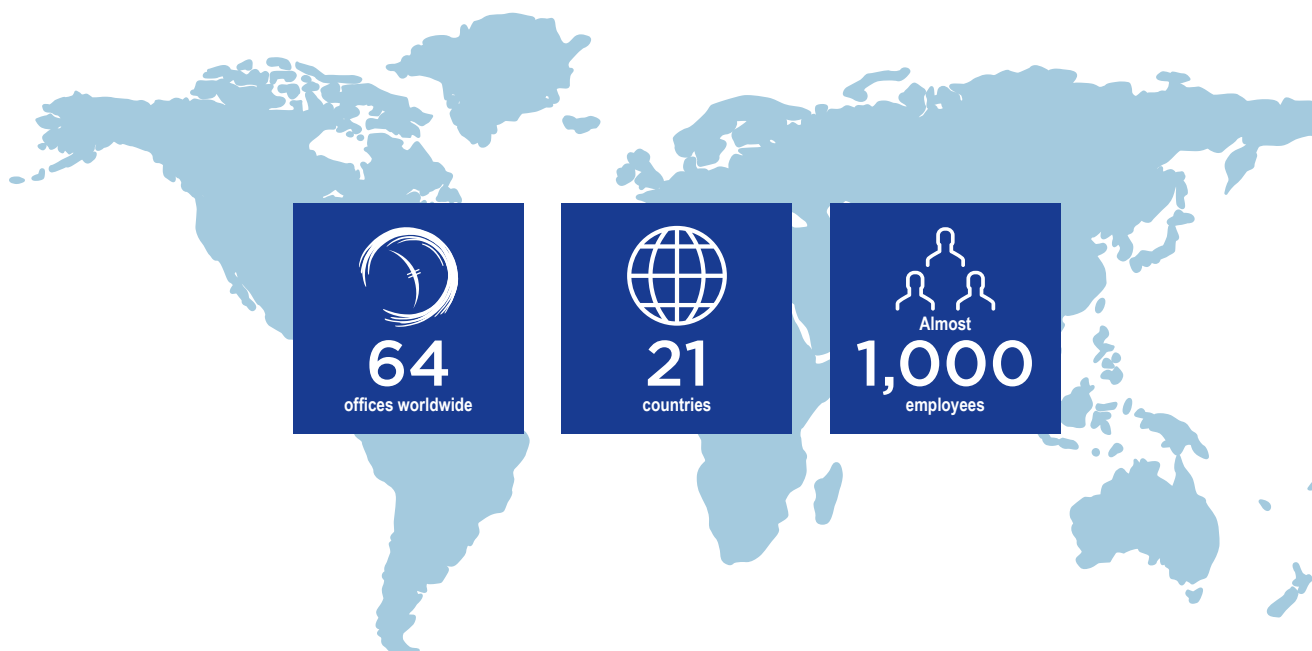 64
offices worldwide
21
countries
Almost
1,000
employees